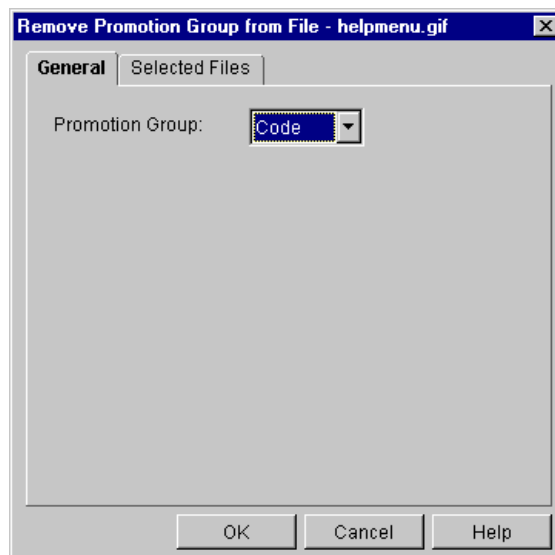 Remove Promotion Group from File - helpmenu.gif
General Selected Files
Promotion Group: Code
OK Cancel Help